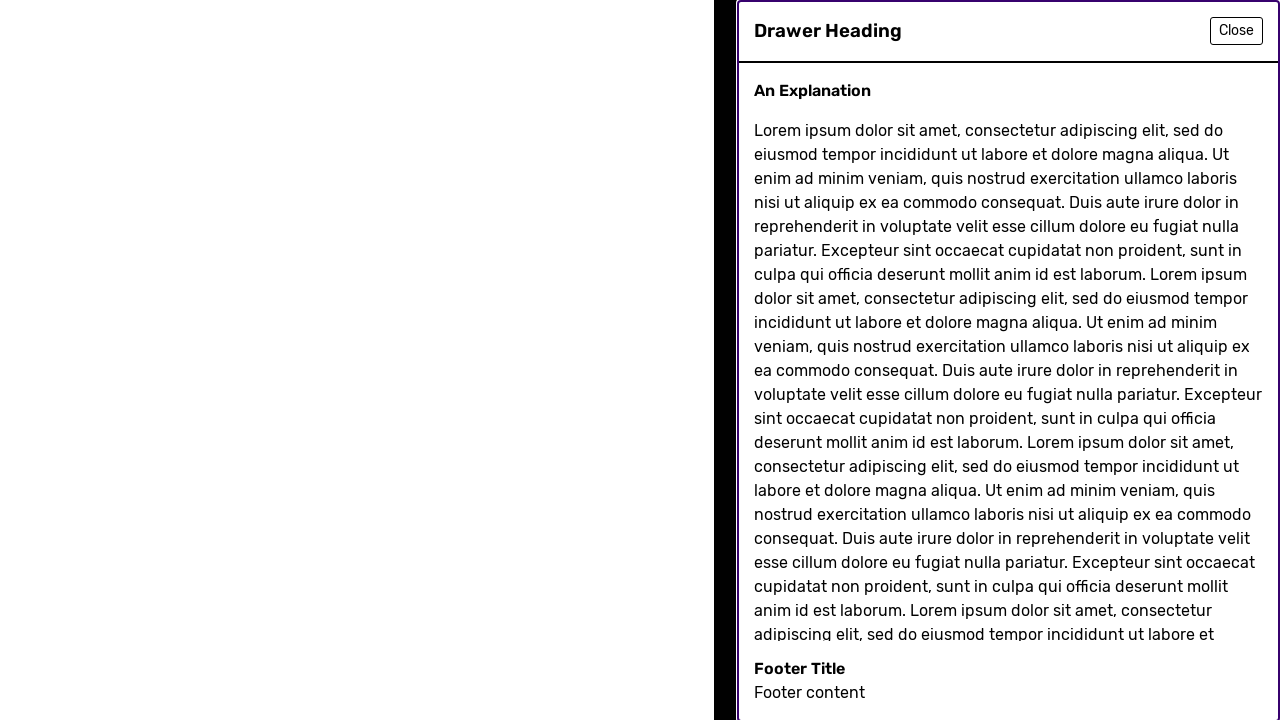 Drawer Heading
Close
An Explanation
Lorem ipsum dolor sit amet, consectetur adipiscing elit, sed do
eiusmod tempor incididunt ut labore et dolore magna aliqua. Ut
enim ad minim veniam, quis nostrud exercitation ullamco laboris
nisi ut aliquip ex ea commodo consequat. Duis aute irure dolor in
reprehenderit in voluptate velit esse cillum dolore eu fugiat nulla
pariatur. Excepteur sint occaecat cupidatat non proident, sunt in
culpa qui officia deserunt mollit anim id est laborum. Lorem ipsum
dolor sit amet, consectetur adipiscing elit, sed do eiusmod tempor
incididunt ut labore et dolore magna aliqua. Ut enim ad minim
veniam, quis nostrud exercitation ullamco laboris nisi ut aliquip ex
ea commodo consequat. Duis aute irure dolor in reprehenderit in
voluptate velit esse cillum dolore eu fugiat nulla pariatur. Excepteur
sint occaecat cupidatat non proident, sunt in culpa qui officia
deserunt mollit anim id est laborum. Lorem ipsum dolor sit amet,
consectetur adipiscing elit, sed do eiusmod tempor incididunt ut
labore et dolore magna aliqua. Ut enim ad minim veniam, quis
nostrud exercitation ullamco laboris nisi ut aliquip ex ea commodo
consequat. Duis aute irure dolor in reprehenderit in voluptate velit
esse cillum dolore eu fugiat nulla pariatur. Excepteur sint occaecat
cupidatat non proident, sunt in culpa qui officia deserunt mollit
anim id est laborum. Lorem ipsum dolor sit amet, consectetur
adipiscing elit, sed do eiusmod tempor incididunt ut labore et
Footer Title
Footer content